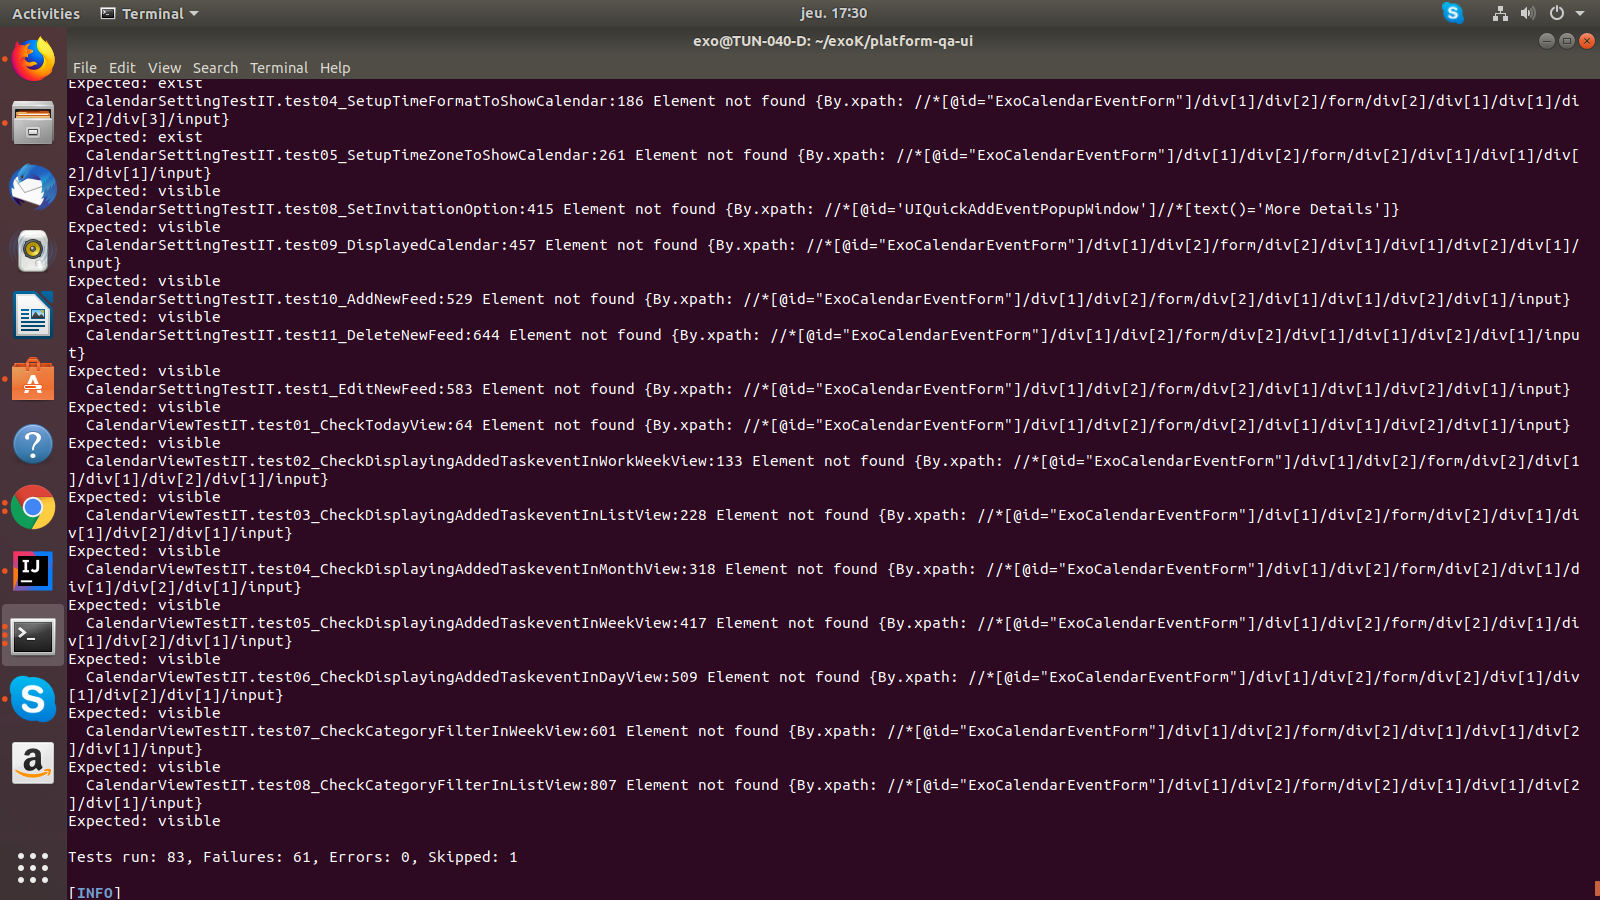 Activities Terminal jeu. 17:30
exo@TUN-040-D: ~/exoK/platform-qa-ui
File Edit View Search Terminal Help
Expected: exist
CalendarSettingTestIT.test04_SetupTimeFormatToShowCalendar:186 Element not found {By.xpath: //*[@id="ExoCalendarEventForm"]/div[1]/div[2]/form/div[2]/div[1]/div[1]/di
v[2]/div[3]/input}
Expected: exist
CalendarSettingTestIT.test05_SetupTimeZoneToShowCalendar:261 Element not found {By.xpath: //*[@id="ExoCalendarEventForm"]/div[1]/div[2]/form/div[2]/div[1]/div[1]/div[
2]/div[1]/input}
Expected: visible
CalendarSettingTestIT.test08_SetInvitationOption:415 Element not found {By.xpath: //*[@id='UIQuickAddEventPopupWindow']//*[text()='More Details']}
Expected: visible
CalendarSettingTestIT.test09_DisplayedCalendar:457 Element not found {By.xpath: //*[@id="ExoCalendarEventForm"]/div[1]/div[2]/form/div[2]/div[1]/div[1]/div[2]/div[1]/
input}
Expected: visible
CalendarSettingTestIT.test10_AddNewFeed:529 Element not found {By.xpath: //*[@id="ExoCalendarEventForm"]/div[1]/div[2]/form/div[2]/div[1]/div[1]/div[2]/div[1]/input}
Expected: visible
CalendarSettingTestIT.test11_DeleteNewFeed:644 Element not found {By.xpath: //*[@id="ExoCalendarEventForm"]/div[1]/div[2]/form/div[2]/div[1]/div[1]/div[2]/div[1]/inpu
t}
Expected: visible
CalendarSettingTestIT.test1_EditNewFeed:583 Element not found {By.xpath: //*[@id="ExoCalendarEventForm"]/div[1]/div[2]/form/div[2]/div[1]/div[1]/div[2]/div[1]/input}
Expected: visible
CalendarViewTestIT.test01_CheckTodayView:64 Element not found {By.xpath: //*[@id="ExoCalendarEventForm"]/div[1]/div[2]/form/div[2]/div[1]/div[1]/div[2]/div[1]/input}
Expected: visible
CalendarViewTestIT.test02_CheckDisplayingAddedTaskeventInWorkWeekView:133 Element not found {By.xpath: //*[@id="ExoCalendarEventForm"]/div[1]/div[2]/form/div[2]/div[1
]/div[1]/div[2]/div[1]/input}
Expected: visible
CalendarViewTestIT.test03_CheckDisplayingAddedTaskeventInListView:228 Element not found {By.xpath: //*[@id="ExoCalendarEventForm"]/div[1]/div[2]/form/div[2]/div[1]/di
v[1]/div[2]/div[1]/input}
Expected: visible
CalendarViewTestIT.test04_CheckDisplayingAddedTaskeventInMonthView:318 Element not found {By.xpath: //*[@id="ExoCalendarEventForm"]/div[1]/div[2]/form/div[2]/div[1]/d
iv[1]/div[2]/div[1]/input}
Expected: visible
CalendarViewTestIT.test05_CheckDisplayingAddedTaskeventInWeekView:417 Element not found {By.xpath: //*[@id="ExoCalendarEventForm"]/div[1]/div[2]/form/div[2]/div[1]/di
v[1]/div[2]/div[1]/input}
Expected: visible
CalendarViewTestIT.test06_CheckDisplayingAddedTaskeventInDayView:509 Element not found {By.xpath: //*[@id="ExoCalendarEventForm"]/div[1]/div[2]/form/div[2]/div[1]/div
[1]/div[2]/div[1]/input}
Expected: visible
CalendarViewTestIT.test07_CheckCategoryFilterInWeekView:601 Element not found {By.xpath: //*[@id="ExoCalendarEventForm"]/div[1]/div[2]/form/div[2]/div[1]/div[1]/div[2
]/div[1]/input}
Expected: visible
CalendarViewTestIT.test08_CheckCategoryFilterInListView:807 Element not found {By.xpath: //*[@id="ExoCalendarEventForm"]/div[1]/div[2]/form/div[2]/div[1]/div[1]/div[2
]/div[1]/input}
Expected: visible
Tests run: 83, Failures: 61, Errors: 0, Skipped: 1
[INFO]